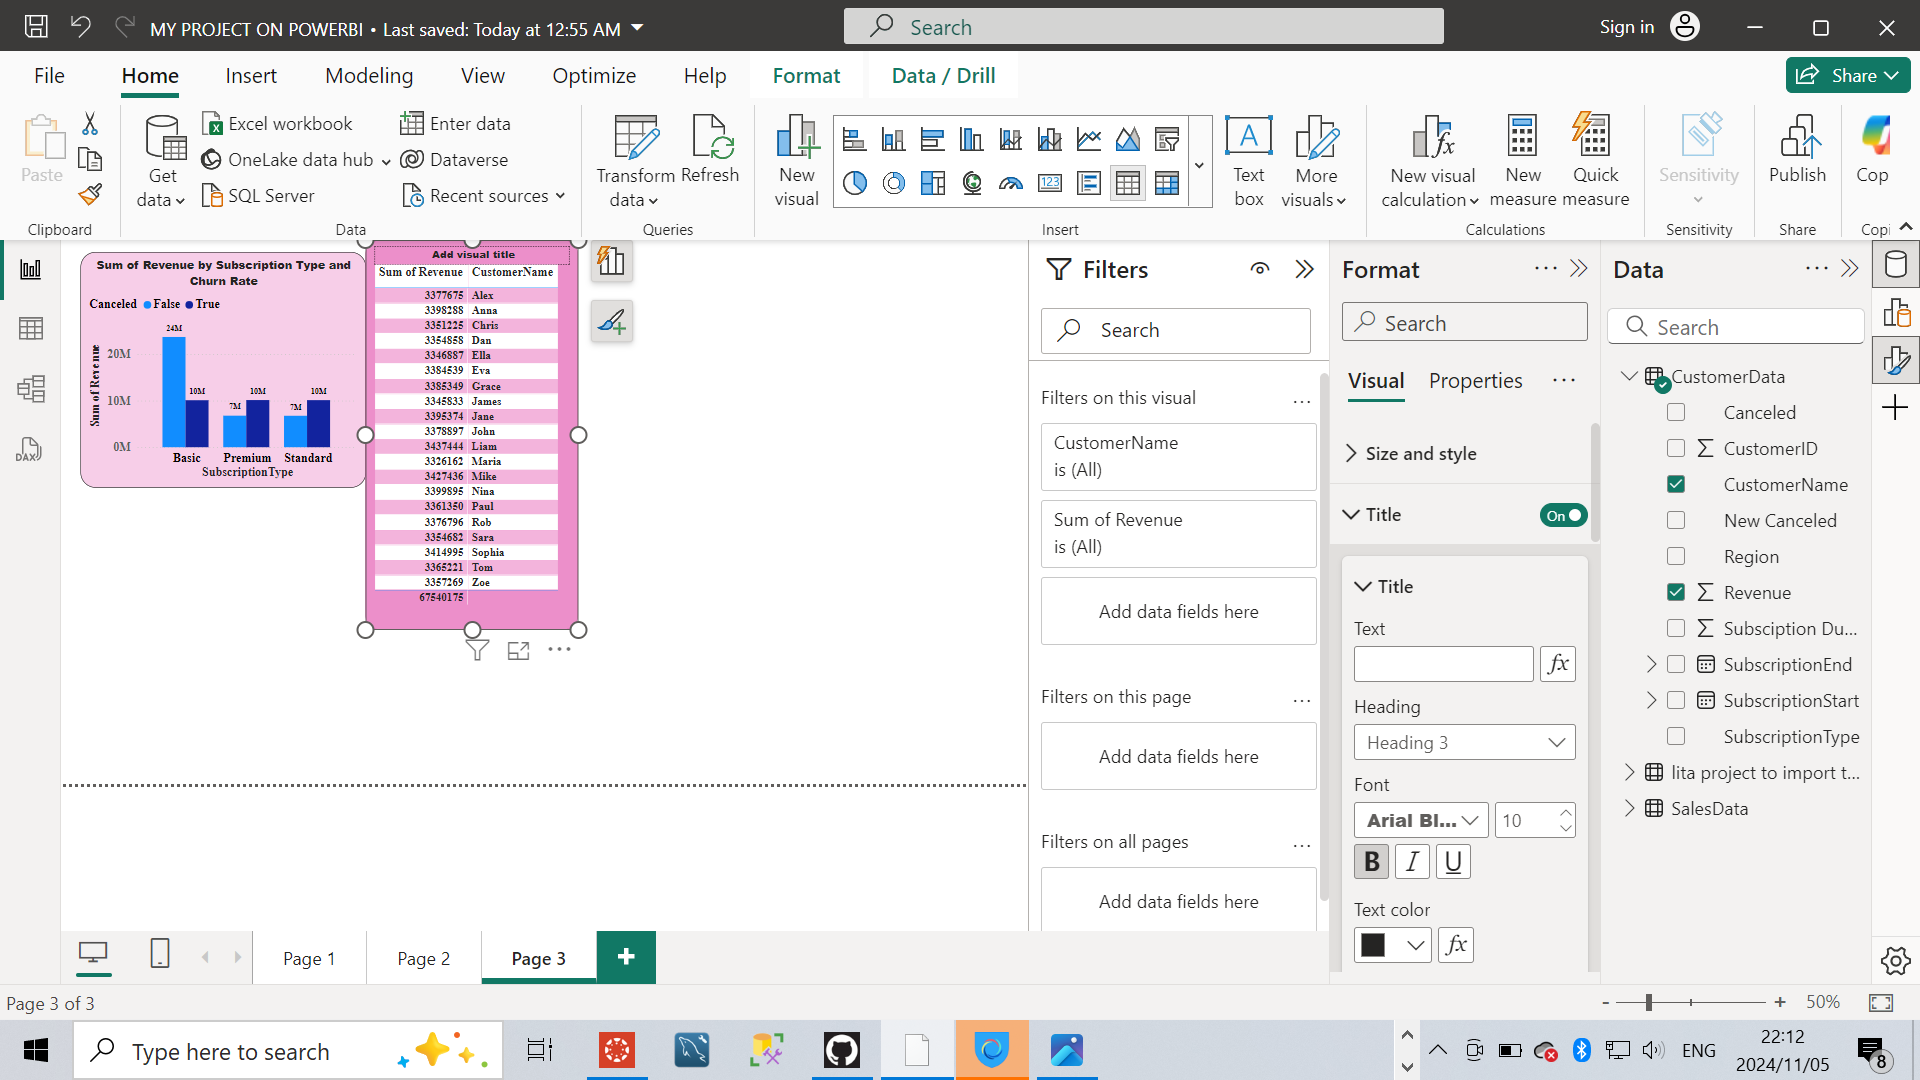 MY PROJECT ON POWERBI • Last saved: Today at 12:55 AM
Search
Sign in
File
Home
Insert
Modeling
View
Optimize
Help
Format
Data / Drill
Share
Paste
Clipboard
Get data
Excel workbook
OneLake data hub
SQL Server
Enter data
Dataverse
Recent sources
Data
Transform data
Refresh
Queries
New visual
123
A
Text box
More visuals
Insert
New visual calculation
New measure
Quick measure
Calculations
Sensitivity
Sensitivity
Publish
Share
Cop
Copi
DAX
Sum of Revenue by Subscription Type and
Churn Rate
Canceled False True
Sum of Revenue
20M
10M
0M
24M
10M
7M
10M
7M
10M
Basic Premium Standard
SubscriptionType
Add visual title
Sum of Revenue CustomerName
3377675 Alex
3398288 Anna
3351225 Chris
3354858 Dan
3346887 Ella
3384539 Eva
3385349 Grace
3345833 James
3395374 Jane
3378897 John
3437444 Liam
3326162 Maria
3427436 Mike
3399895 Nina
3361350 Paul
3376796 Rob
3354682 Sara
3414995 Sophia
3365221 Tom
3357269 Zoe
67540175
Filters
Search
Filters on this visual
CustomerName
is (All)
Sum of Revenue
is (All)
Add data fields here
Filters on this page
Add data fields here
Filters on all pages
Add data fields here
Format
Search
Visual
Properties
Size and style
Title
On
Title
Text
fx
Heading
Heading 3
Font
Arial Bl...
10
B
I
U
Text color
fx
Data
Search
CustomerData
Canceled
CustomerID
CustomerName
New Canceled
Region
Revenue
Subsciption Du...
SubscriptionEnd
SubscriptionStart
SubscriptionType
lita project to import t...
SalesData
Page 1
Page 2
Page 3
Page 3 of 3
50%
Type here to search
ENG
22:12
2024/11/05
8